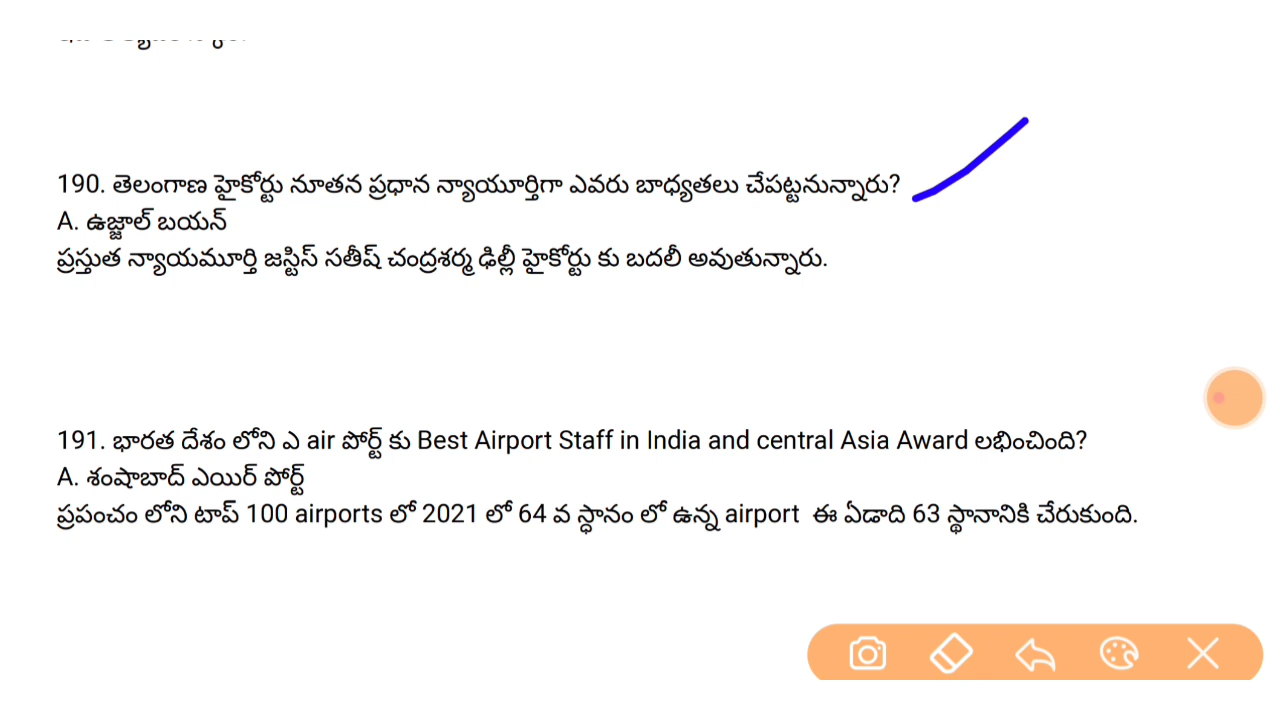 190. తెలంగాణ హైకోర్టు నూతన ప్రధాన న్యాయూర్తిగా ఎవరు బాధ్యతలు చేపట్టనున్నారు?
A. ఉజ్జాల్ బయన్
ప్రస్తుత న్యాయమూర్తి జస్టిస్ సతీష్ చంద్రశర్మ ఢిల్లీ హైకోర్టు కు బదలీ అవుతున్నారు.
191. భారత దేశం లోని ఎ air పోర్ట్ కు Best Airport Staff in India and central Asia Award లభించింది?
A. శంషాబాద్ ఎయిర్ పోర్ట్
ప్రపంచం లోని టాప్ 100 airports లో 2021 లో 64 వ స్ధానం లో ఉన్న airport ఈ ఏడాది 63 స్థానానికి చేరుకుంది.